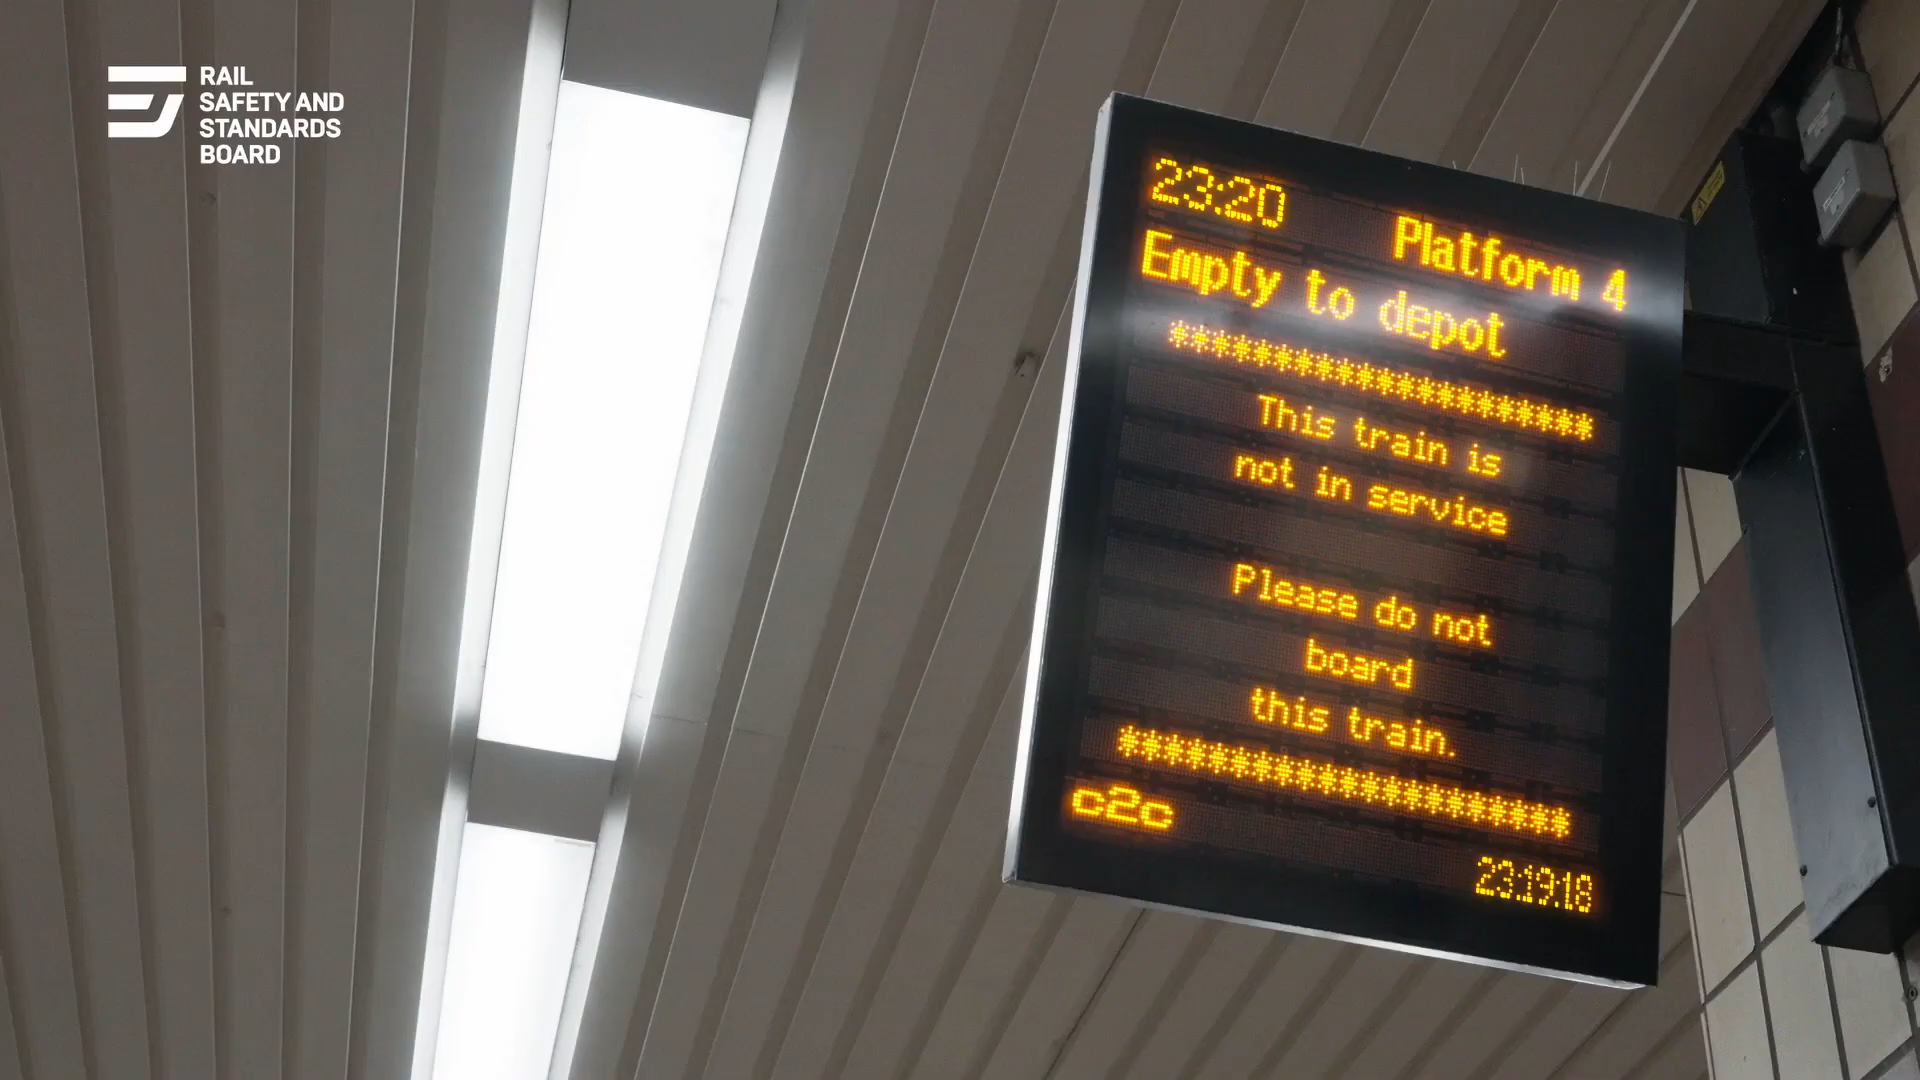 RAIL
SAFETY AND
STANDARDS
BOARD
23:20
Platform 4
Empty to depot
********************
This train is
not in service
Please do not
board
this train.
*********************
c2c
23:19:18